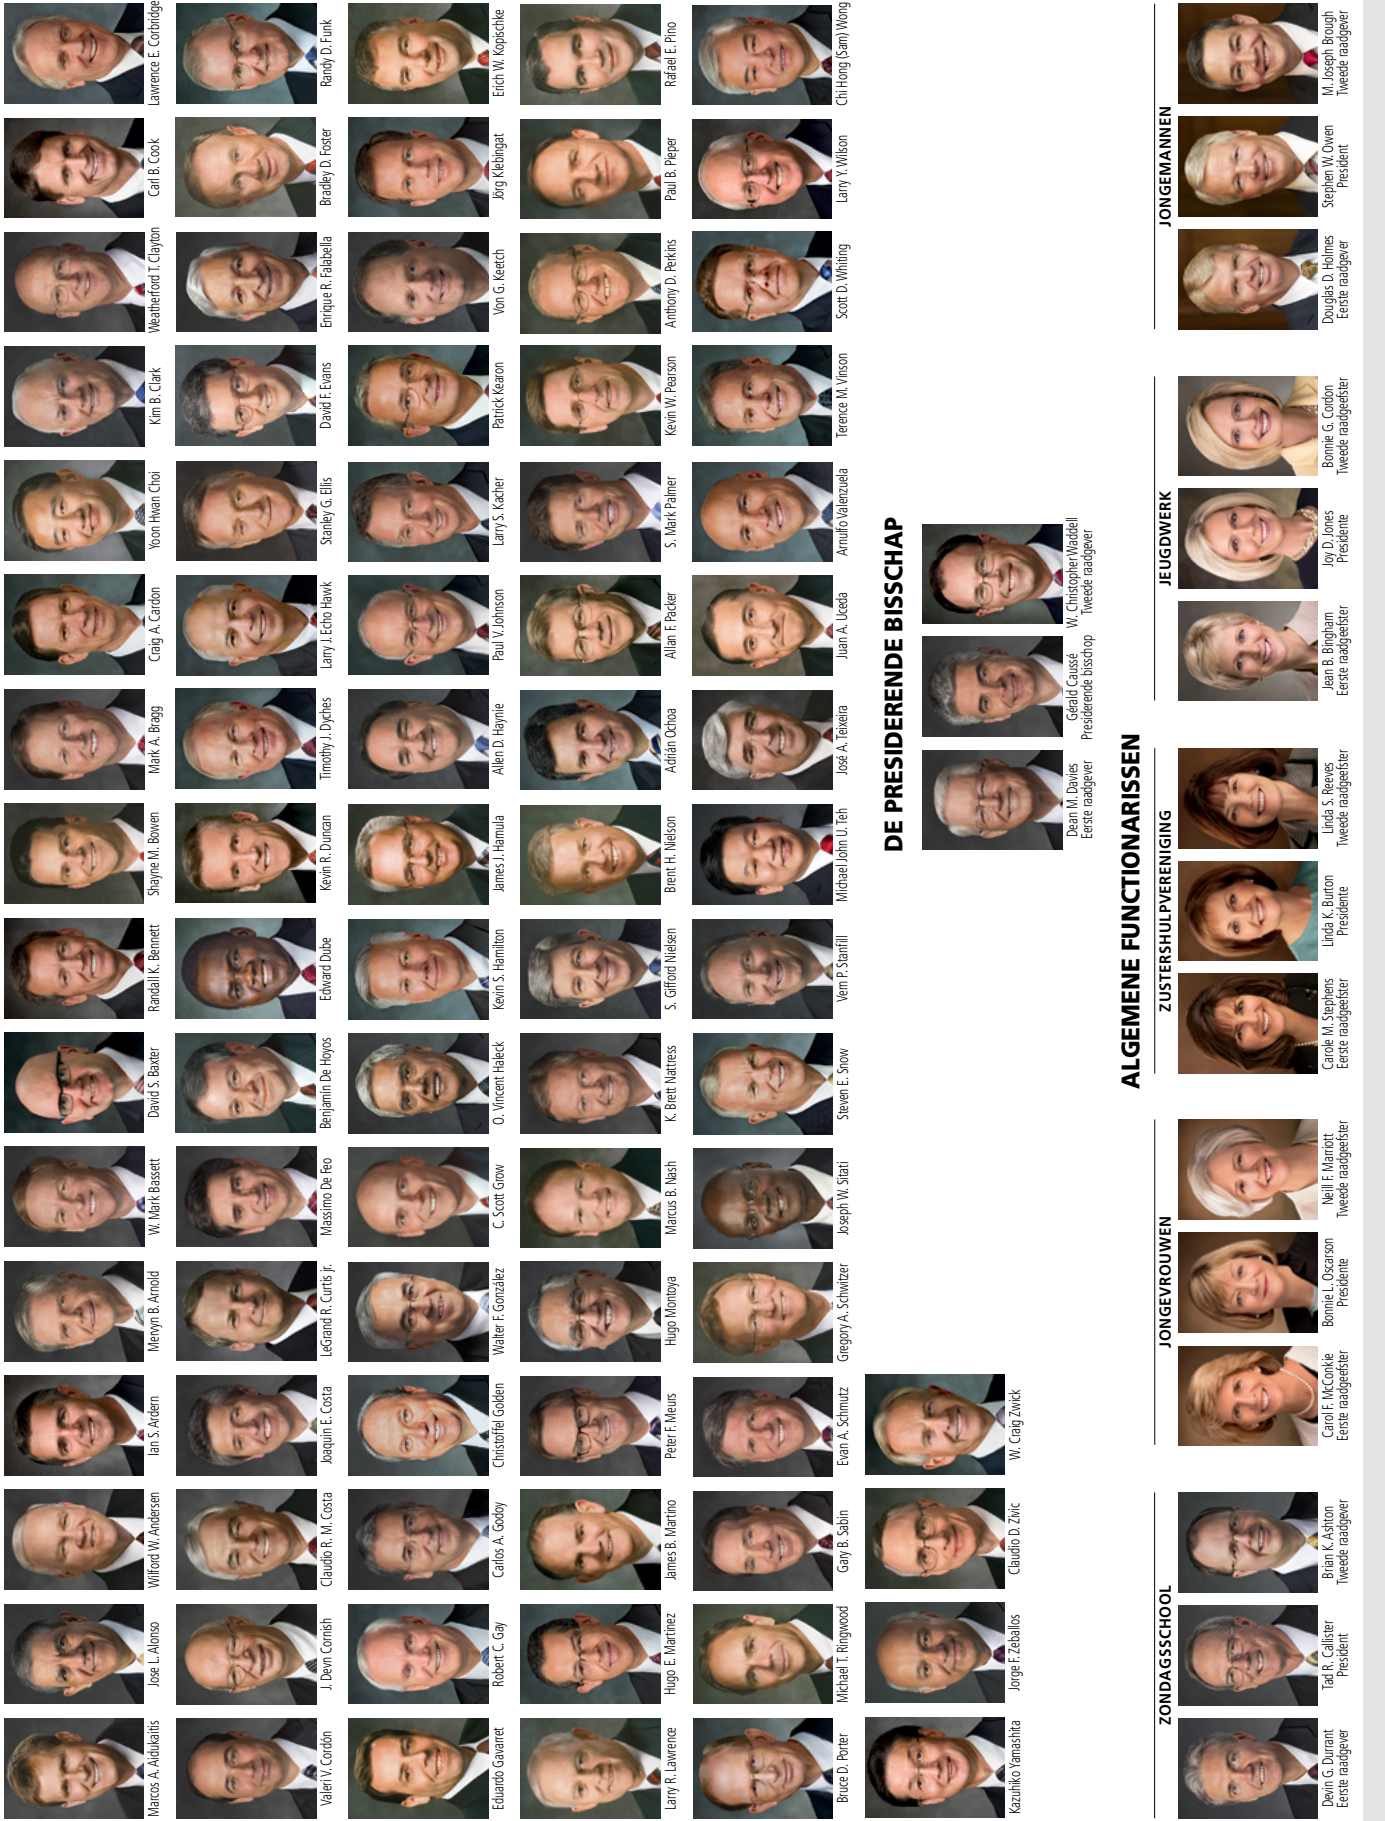 Marcos A. Aidukaitis
Jose L. Alonso
Wilford W. Andersen
Ian S. Ardern
Mervyn B. Arnold
W. Mark Bassett
David S. Baxter
Randall K. Bennett
Shayne M. Bowen
Mark A. Bragg
Craig A. Cardon
Yoon Hwan Choi
Kim B. Clark
Weatherford T. Clayton
Carl B. Cook
Lawrence E. Corbridge
Valeri V. Cordón
J. Devn Cornish
Claudio R. M. Costa
Joaquin E. Costa
LeGrand R. Curtis jr.
Massimo De Feo
Benjamín De Hoyos
Edward Dube
Kevin R. Duncan
Timothy J. Dyches
Larry J. Echo Hawk
Stanley G. Ellis
David F. Evans
Enrique R. Falabella
Bradley D. Foster
Randy D. Funk
Eduardo Gavarret
Robert C. Gay
Carlos A. Godoy
Christoffel Golden
Walter F. González
C. Scott Grow
O. Vincent Haleck
Kevin S. Hamilton
James J. Hamula
Allen D. Haynie
Paul V. Johnson
Larry S. Kacher
Patrick Kearon
Von G. Keetch
Jörg Klebingat
Erich W. Kopischke
Larry R. Lawrence
Hugo E. Martinez
James B. Martino
Peter F. Meurs
Hugo Montoya
Marcus B. Nash
K. Brett Nattress
S. Gifford Nielsen
Brent H. Nielson
Adrián Ochoa
Allan F. Packer
S. Mark Palmer
Kevin W. Pearson
Anthony D. Perkins
Paul B. Pieper
Rafael E. Pino
Bruce D. Porter
Michael T. Ringwood
Gary B. Sabin
Evan A. Schmutz
Gregory A. Schwitzer
Joseph W. Sitati
Steven E. Snow
Vern P. Stanfill
Michael John U. Teh
José A. Teixeira
Juan A. Uceda
Arnulfo Valenzuela
Terence M. Vinson
Scott D. Whiting
Larry Y. Wilson
Chi Hong (Sam) Wong
Kazuhiko Yamashita
Jorge F. Zeballos
Claudio D. Zivic
W. Craig Zwick
DE PRESIDERENDE BISSCHAP
Dean M. Davies
Eerste raadgever
Gérald Caussé
Presiderende bisschop
W. Christopher Waddell
Tweede raadgever
ALGEMENE FUNCTIONARISSEN
ZONDAGSSCHOOL
Devin G. Durrant
Eerste raadgever
Tad R. Callister
President
Brian K. Ashton
Tweede raadgever
JONGEVROUWEN
Carol F. McConkie
Eerste raadgeefster
Bonnie L. Oscarson
Presidente
Neill F. Marriott
Tweede raadgeefster
ZUSTERSHULPVERENIGING
Carole M. Stephens
Eerste raadgeefster
Linda K. Burton
Presidente
Linda S. Reeves
Tweede raadgeefster
JEUGDWERK
Jean B. Bingham
Eerste raadgeefster
Joy D. Jones
Presidente
Bonnie G. Cordon
Tweede raadgeefster
JONGEMANNEN
Douglas D. Holmes
Eerste raadgever
Stephen W. Owen
President
M. Joseph Brough
Tweede raadgever